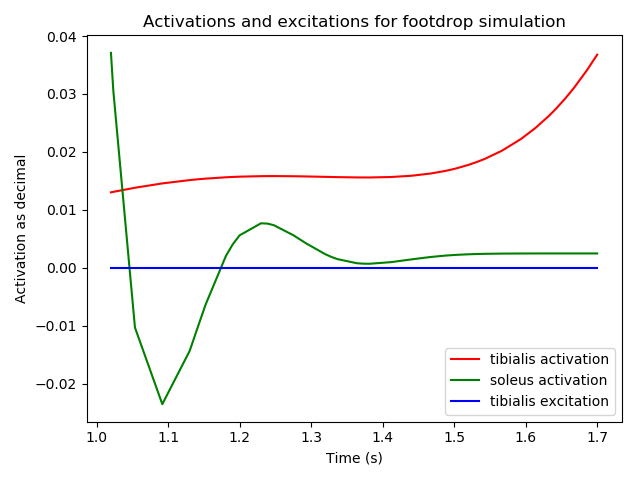 Activations and excitations for footdrop simulation
Activation as decimal
0.04
0.03
0.02
0.01
0.00
−0.01
−0.02
1.0 1.1 1.2 1.3 1.4 1.5 1.6 1.7
Time (s)
tibialis activation
soleus activation
tibialis excitation